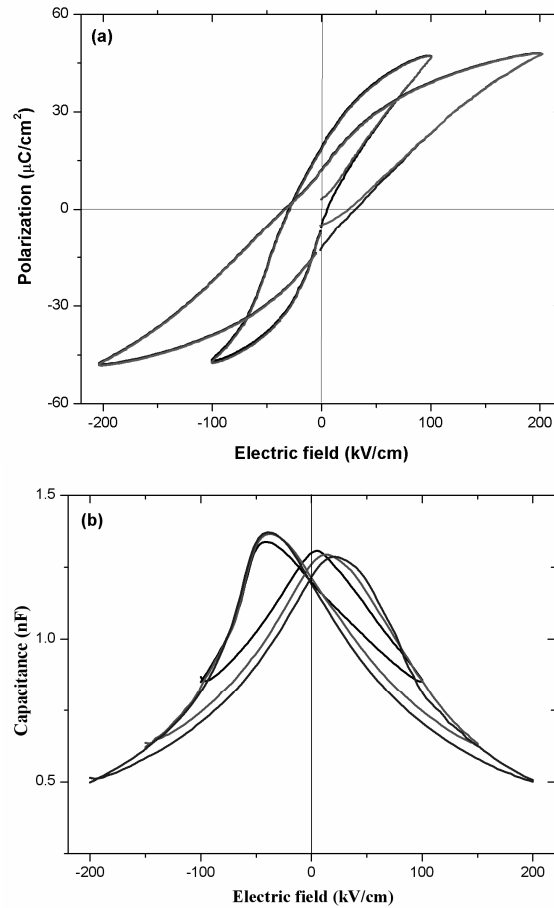 (a)
60
30
0
-30
-60
Polarization (μC/cm²)
-200 -100 0 100 200
Electric field (kV/cm)
(b)
1.5
1.0
0.5
Capacitance (nF)
-200 -100 0 100 200
Electric field (kV/cm)